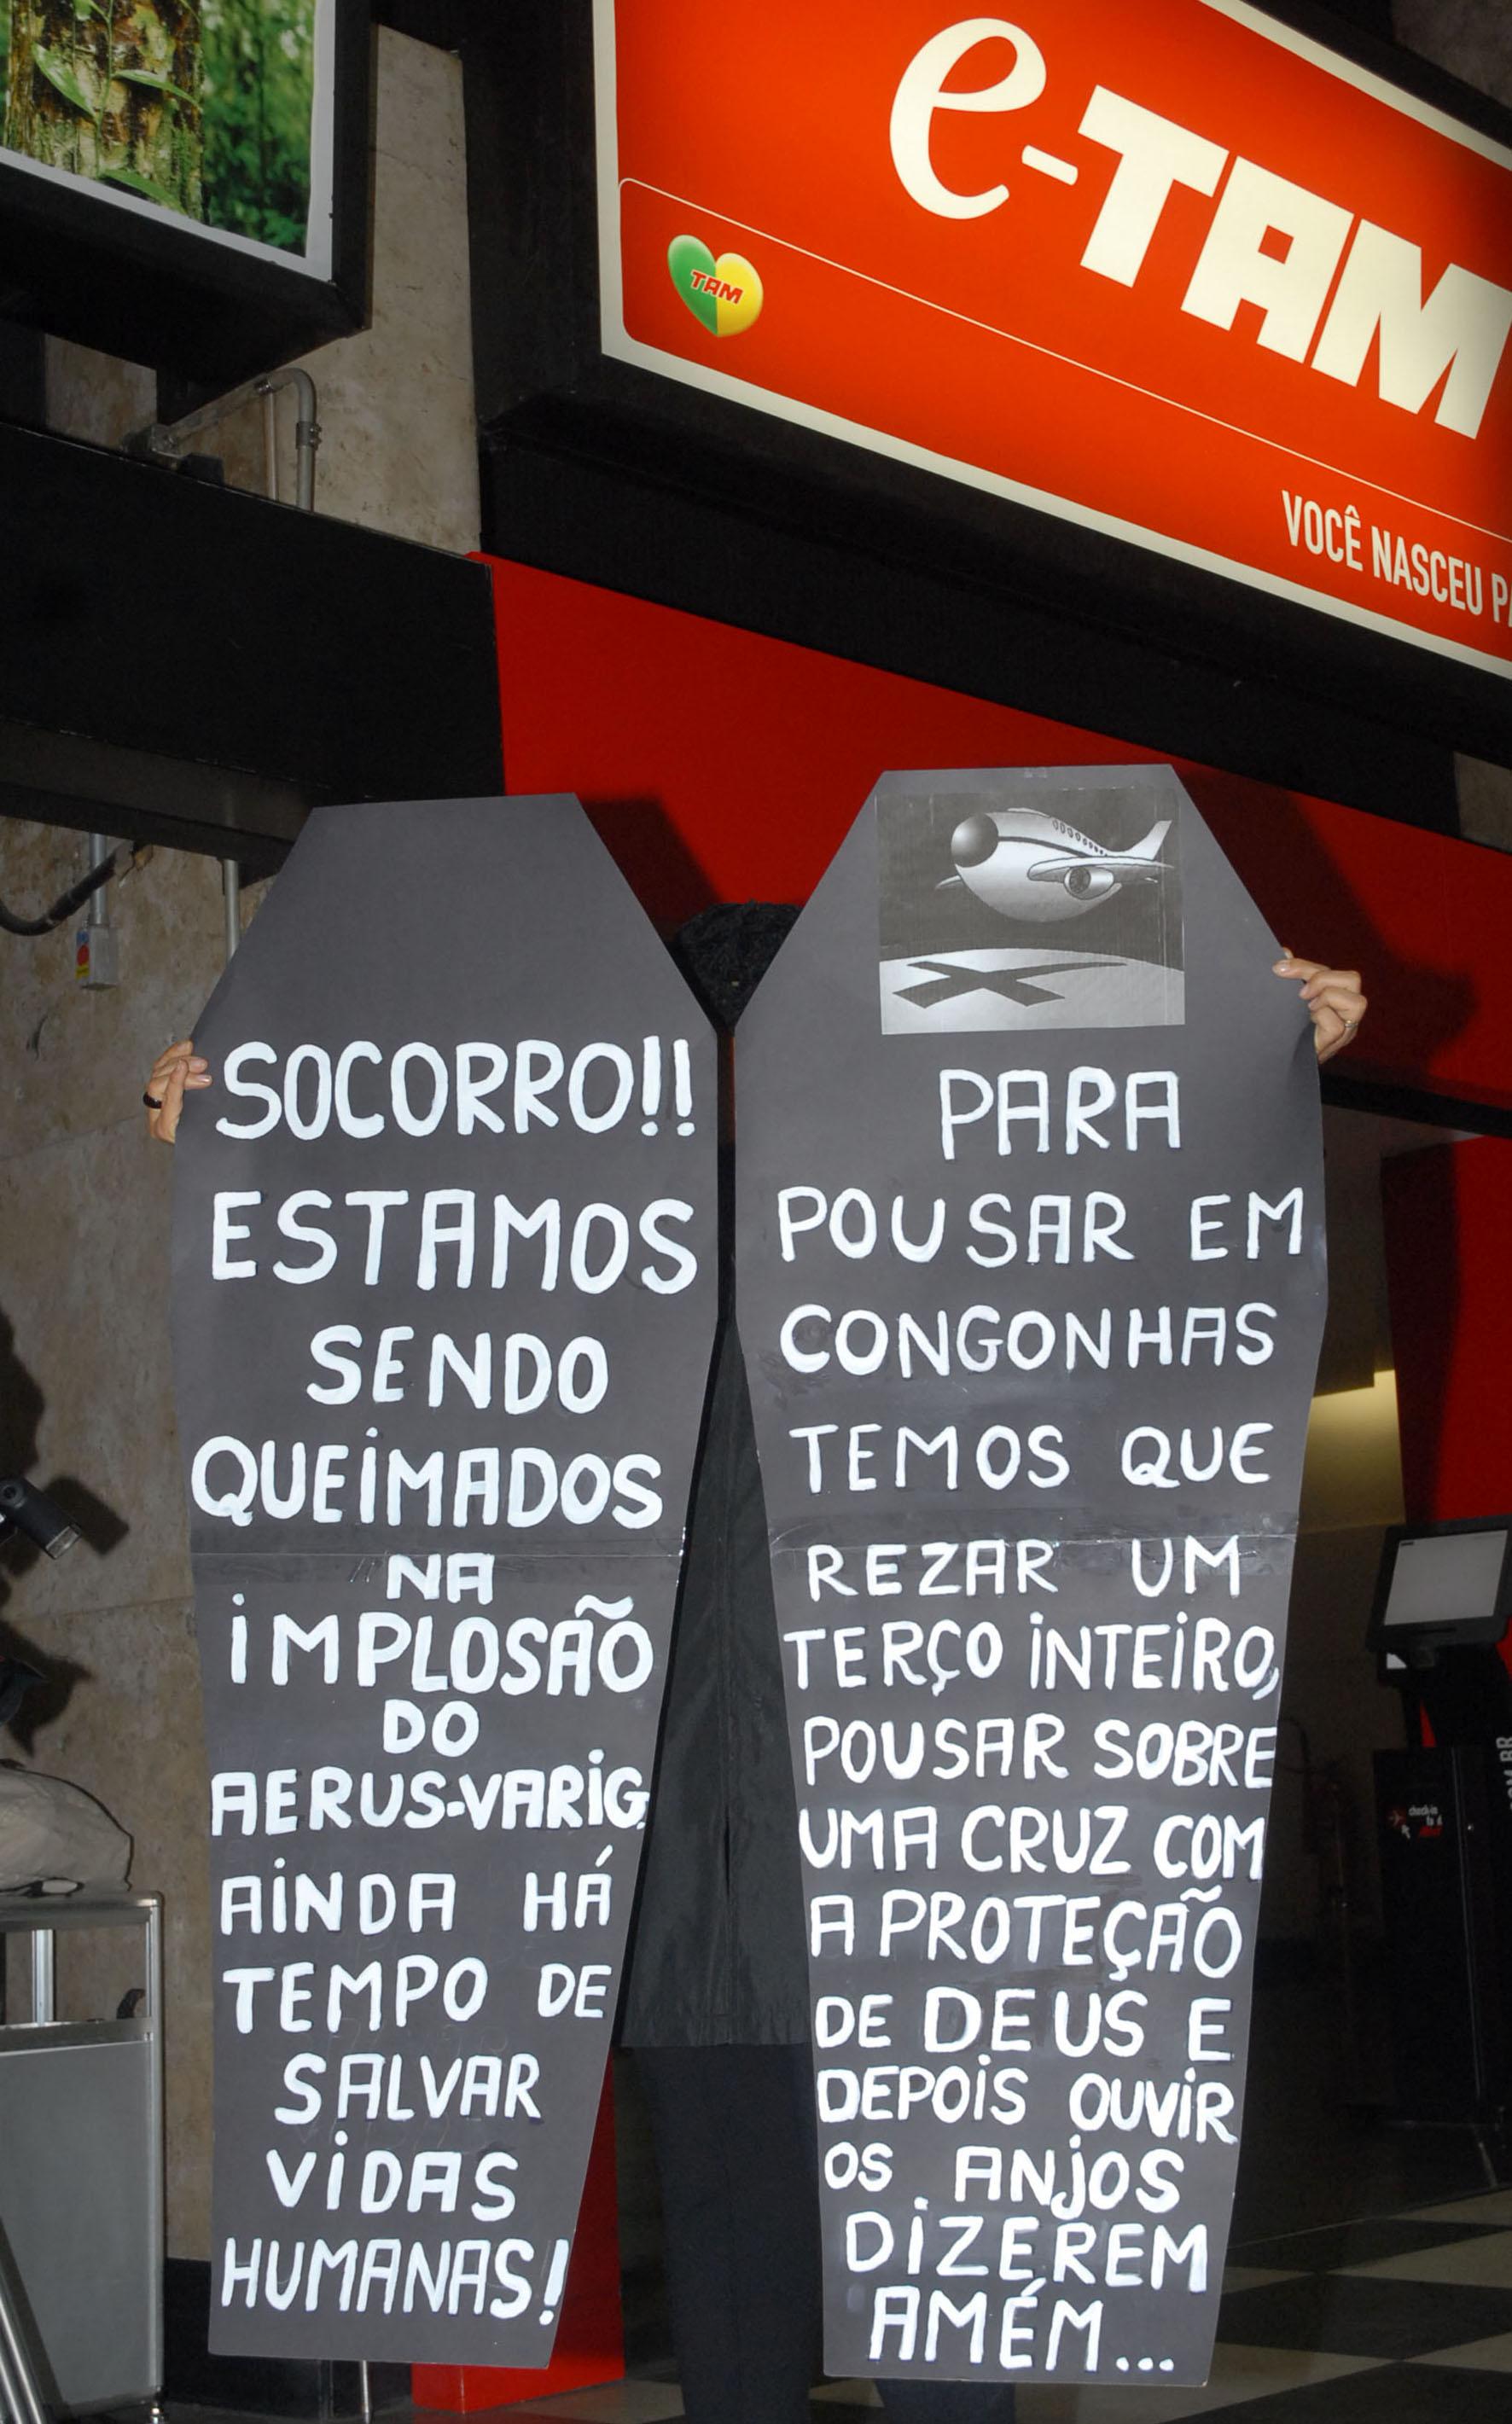 e-TAM
TAM
VOCÊ NASCEU
SOCORRO!!
ESTAMOS
SENDO
QUEIMADOS
NA
IMPLOSÃO
DO
AERUS-VARIG.
AINDA HÁ
TEMPO DE
SALVAR
VIDAS
HUMANAS!
PARA
POUSAR EM
CONGONHAS
TEMOS QUE
REZAR UM
TERÇO INTEIRO,
POUSAR SOBRE
UMA CRUZ COM
A PROTEÇÃO
DE DEUS E
DEPOIS OUVIR
OS ANJOS
DIZEREM
AMÉM...
check-in